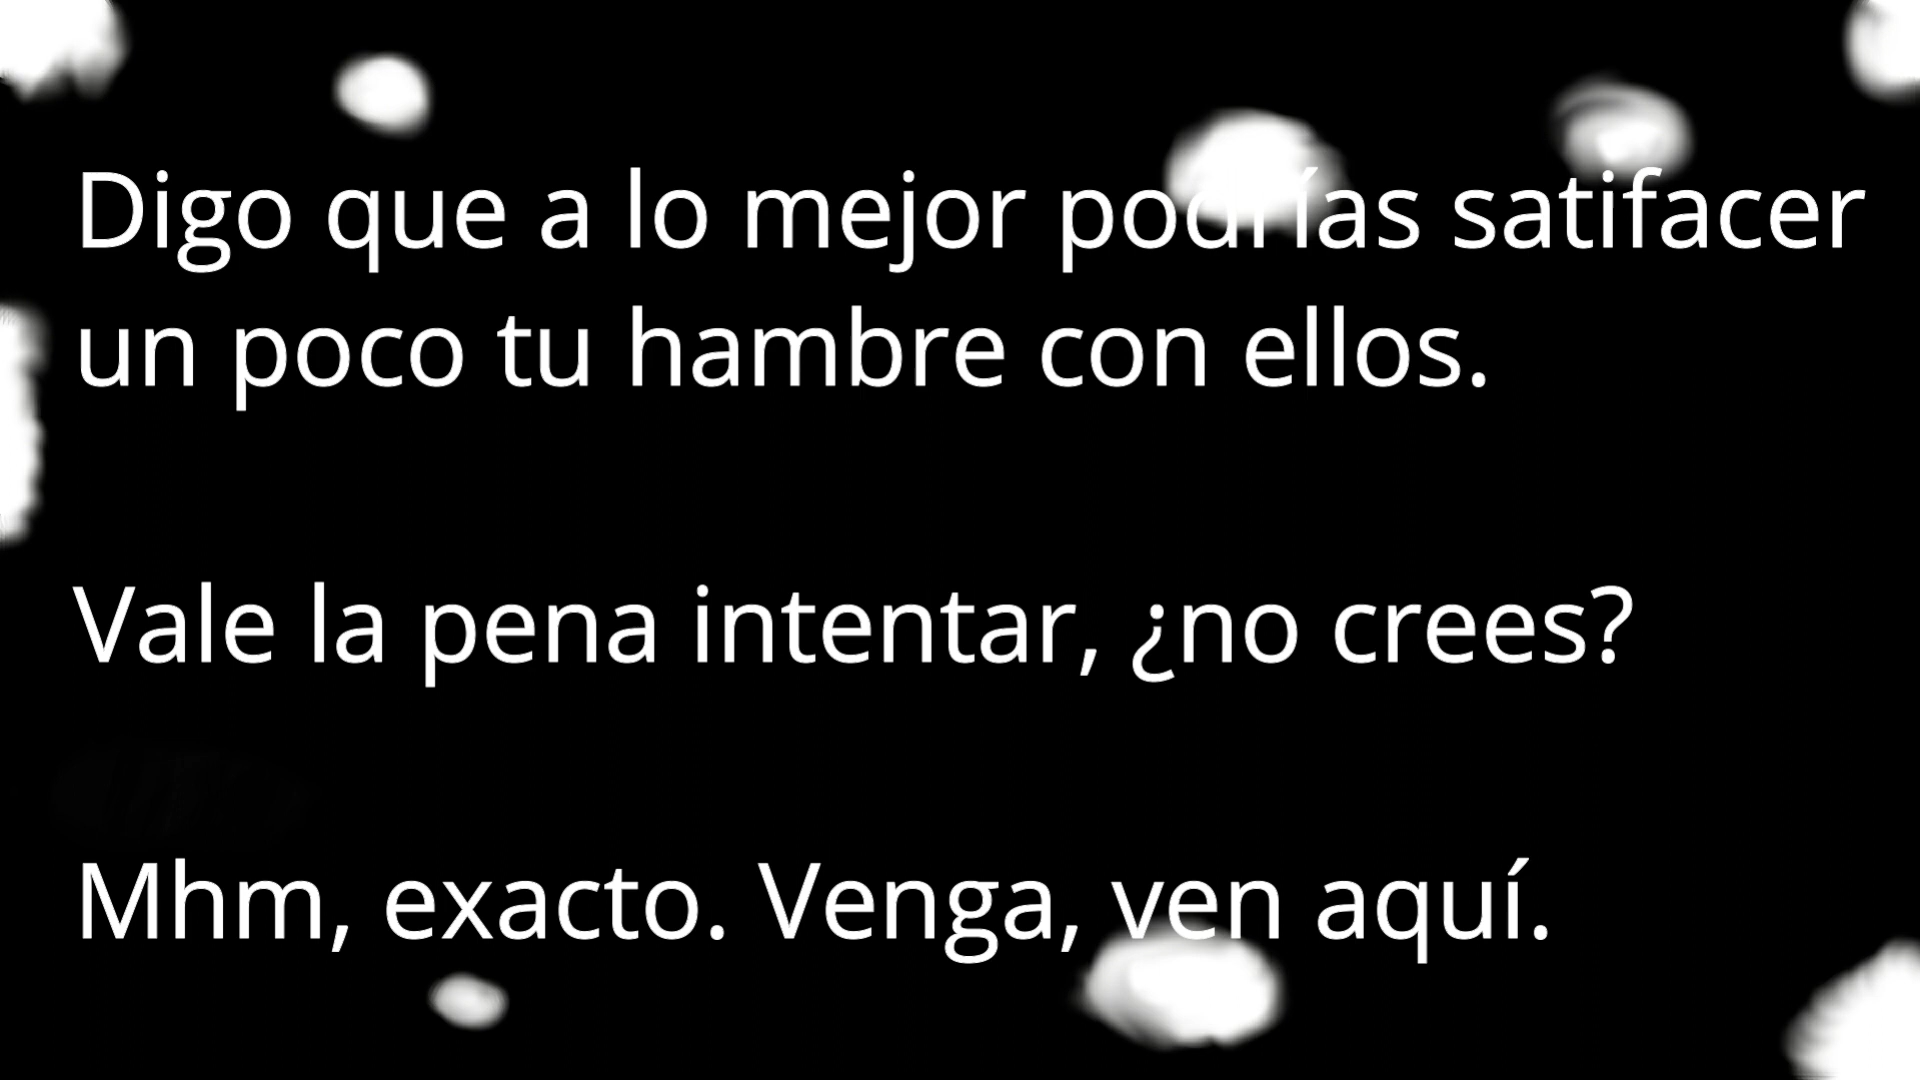 Digo que a lo mejor podrías satifacer
un poco tu hambre con ellos.
Vale la pena intentar, ¿no crees?
Mhm, exacto. Venga, ven aquí.